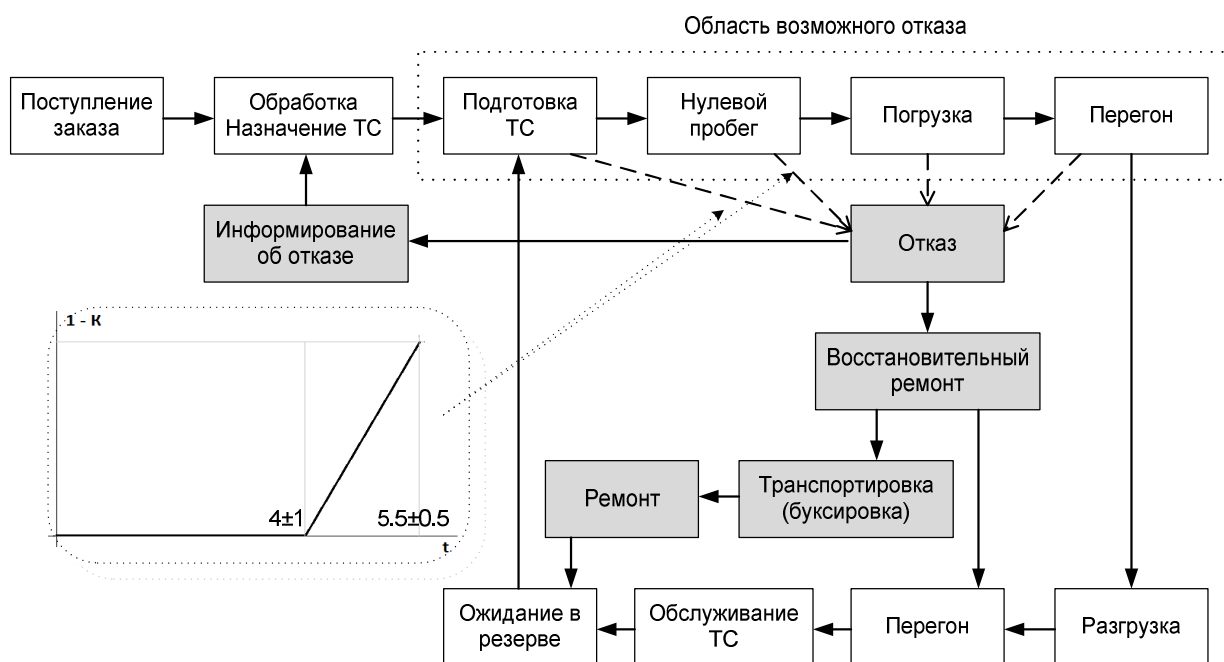 Область возможного отказа
Поступление
заказа
Обработка
Назначение ТС
Подготовка
ТС
Нулевой
пробег
Погрузка
Перегон
Информирование
об отказе
Отказ
1 - К
4±1
5.5±0.5
t
Восстановительный
ремонт
Ремонт
Транспортировка
(буксировка)
Ожидание в
резерве
Обслуживание
ТС
Перегон
Разгрузка